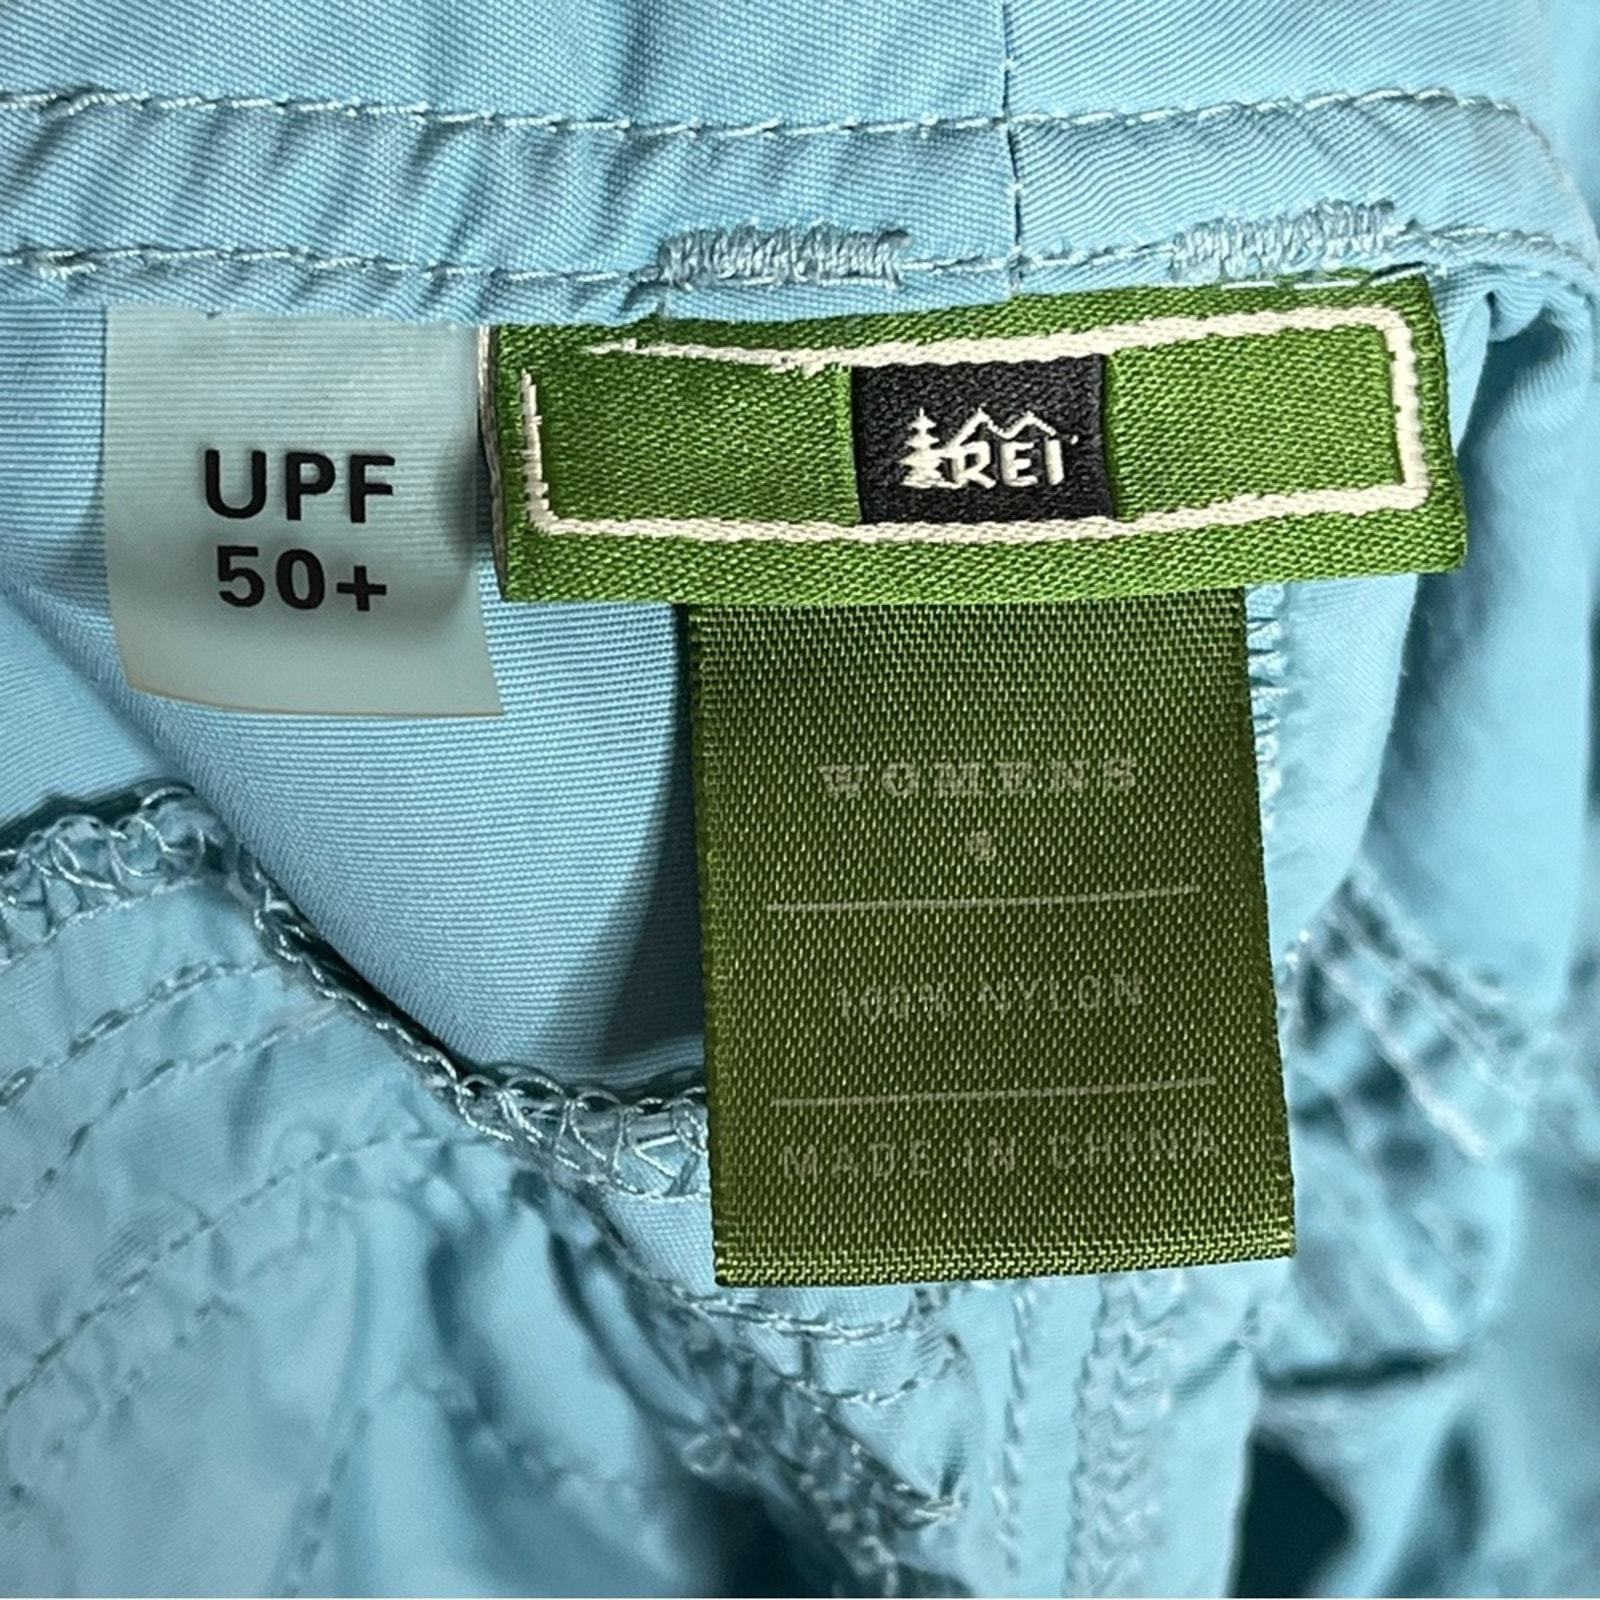 UPF
50+
REI
WOMENS
100% NYLON
MADE IN CHINA